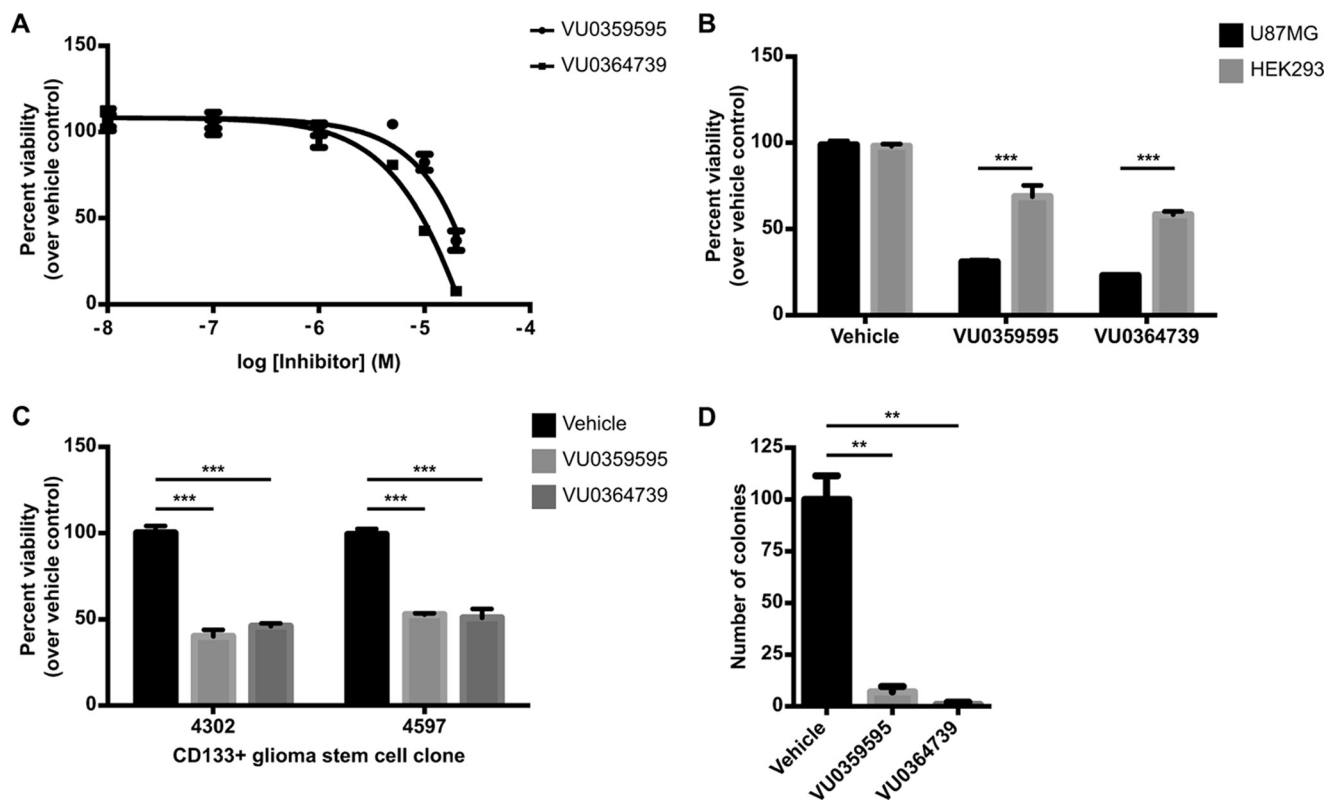 A
VU0359595
VU0364739
150
100
50
0
Percent viability
(over vehicle control)
-8 -7 -6 -5 -4
log [Inhibitor] (M)
B
U87MG
HEK293
150
100
50
0
Percent viability
(over vehicle control)
*** ***
Vehicle VU0359595 VU0364739
C
Vehicle
VU0359595
VU0364739
150
100
50
0
Percent viability
(over vehicle control)
*** ***
*** ***
4302 4597
CD133+ glioma stem cell clone
D
**
**
125
100
75
50
25
0
Number of colonies
Vehicle
VU0359595
VU0364739